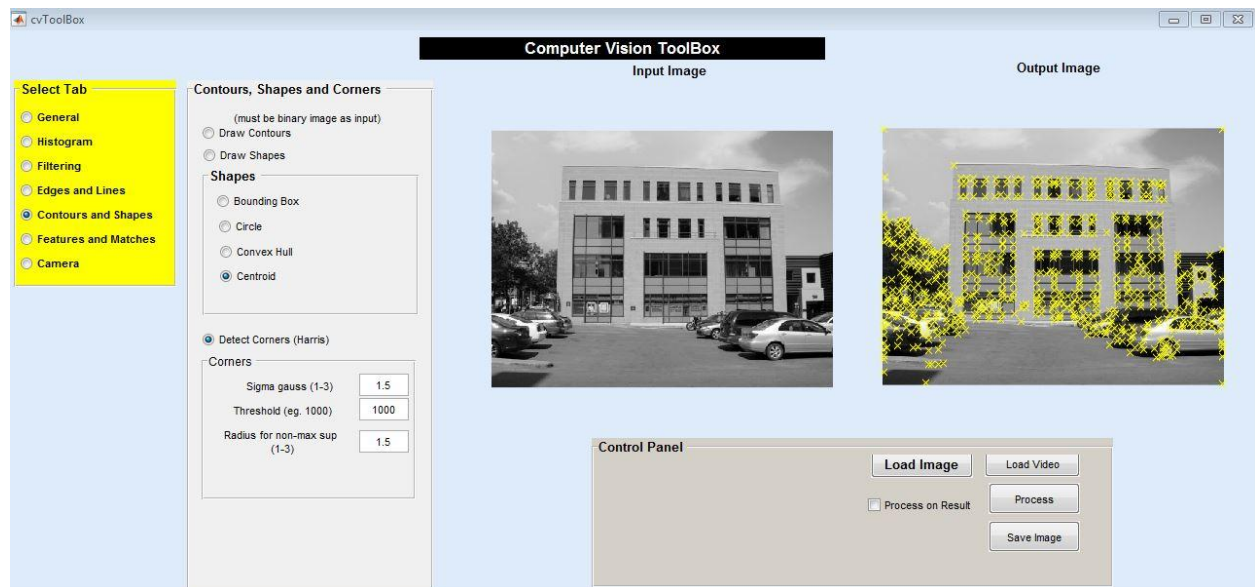 cvToolBox
Computer Vision ToolBox
Input Image
Output Image
Select Tab
General
Histogram
Filtering
Edges and Lines
Contours and Shapes
Features and Matches
Camera
Contours, Shapes and Corners
(must be binary image as input)
Draw Contours
Draw Shapes
Shapes
Bounding Box
Circle
Convex Hull
Centroid
Detect Corners (Harris)
Corners
Sigma gauss (1-3) 1.5
Threshold (eg. 1000) 1000
Radius for non-max sup
(1-3) 1.5
Control Panel
Load Image
Load Video
Process on Result
Process
Save Image